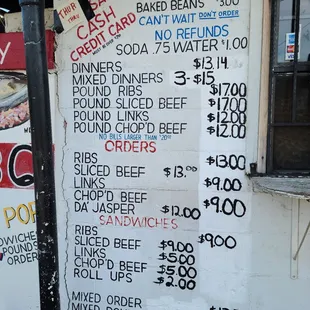 THUR
SA
CASH
CREDIT CARD
BAKED BEANS
CAN'T WAIT DON'T ORDER
NO REFUNDS
SODA .75 WATER $1.00
DINNERS $13.14
MIXED DINNERS 3-$15
POUND RIBS $17.00
POUND SLICED BEEF $17.00
POUND LINKS $12.00
POUND CHOP'D BEEF $12.00
NO BILLS LARGER THAN $20.00
ORDERS
RIBS $13.00
SLICED BEEF $13.00
LINKS $9.00
CHOP'D BEEF $9.00
DA' JASPER $12.00
SANDWICHES
RIBS $9.00
SLICED BEEF $9.00
LINKS $5.00
CHOP'D BEEF $5.00
ROLL UPS $2.00
MIXED ORDER